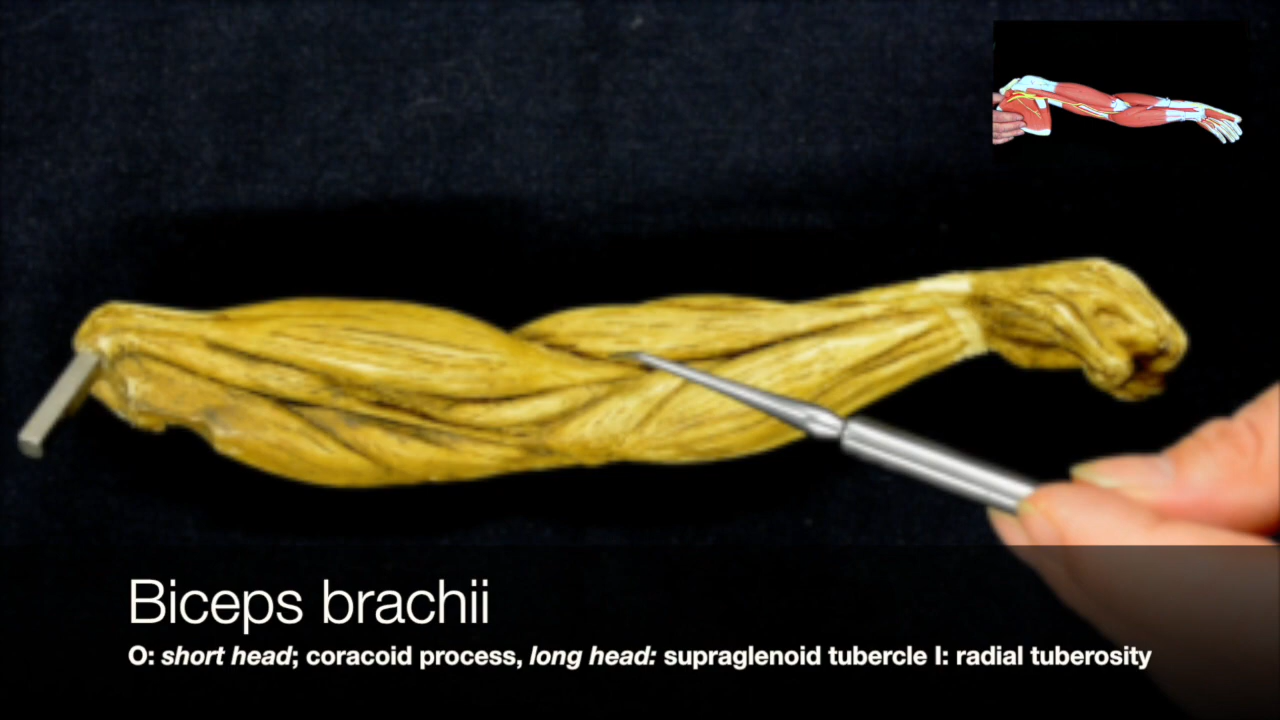 Biceps brachii
O: short head; coracoid process, long head: supraglenoid tubercle I: radial tuberosity